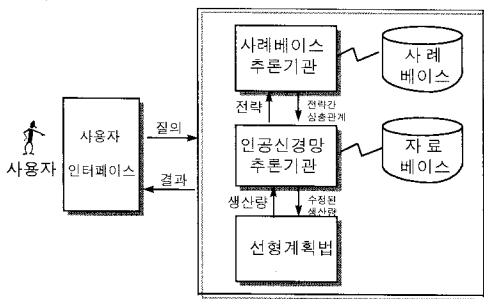 사례베이스
추론기관
사 례
베이스
전략
전략간
상충관계
사용자
인터페이스
질의
결과
사용자
인공신경망
추론기관
자 료
베이스
생산량
수정된
생산량
선형계획법